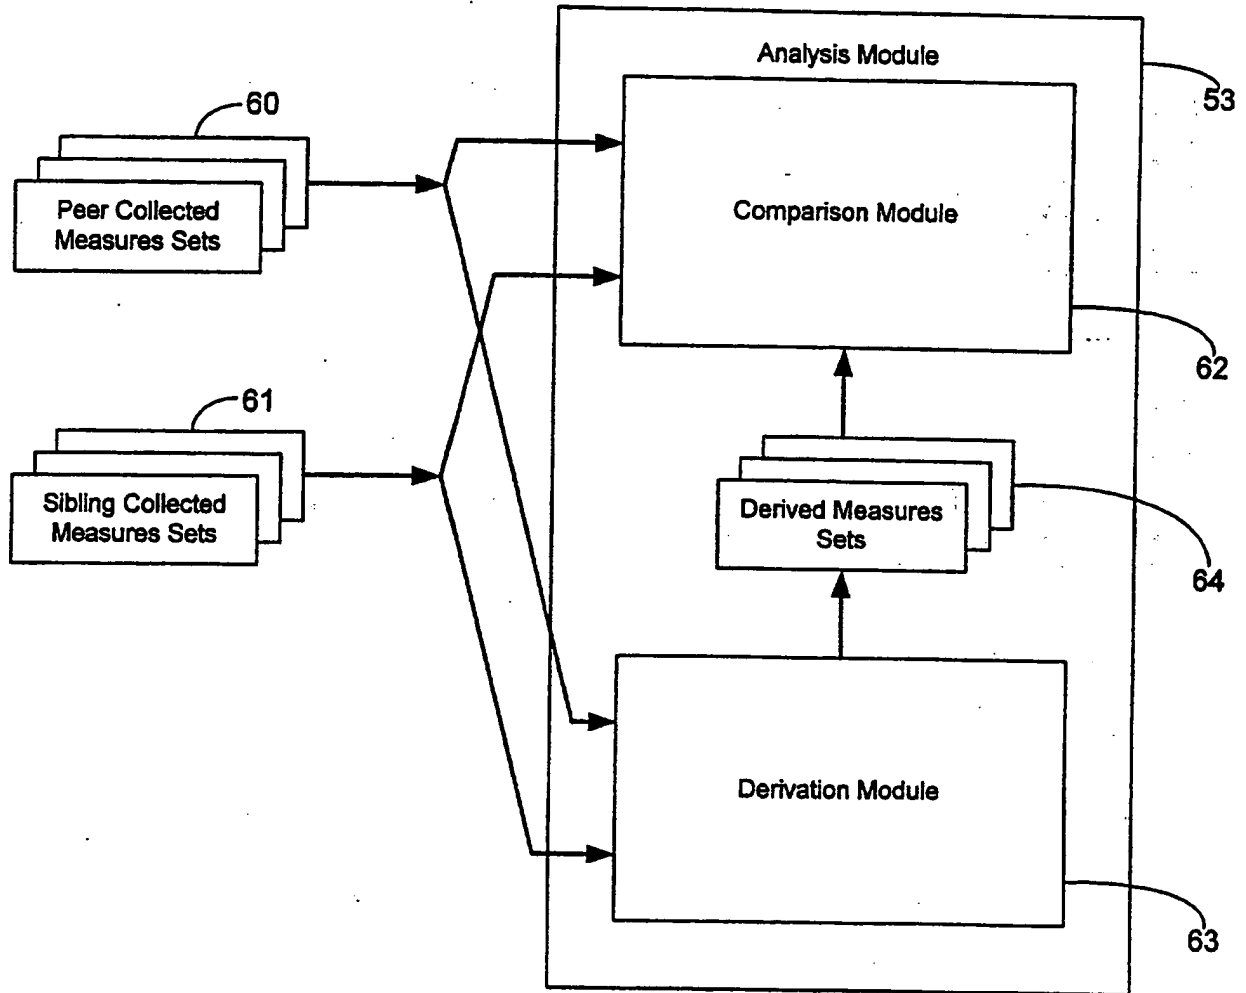 Analysis Module
53
60
Peer Collected
Measures Sets
Comparison Module
62
61
Sibling Collected
Measures Sets
Derived Measures
Sets
64
Derivation Module
63